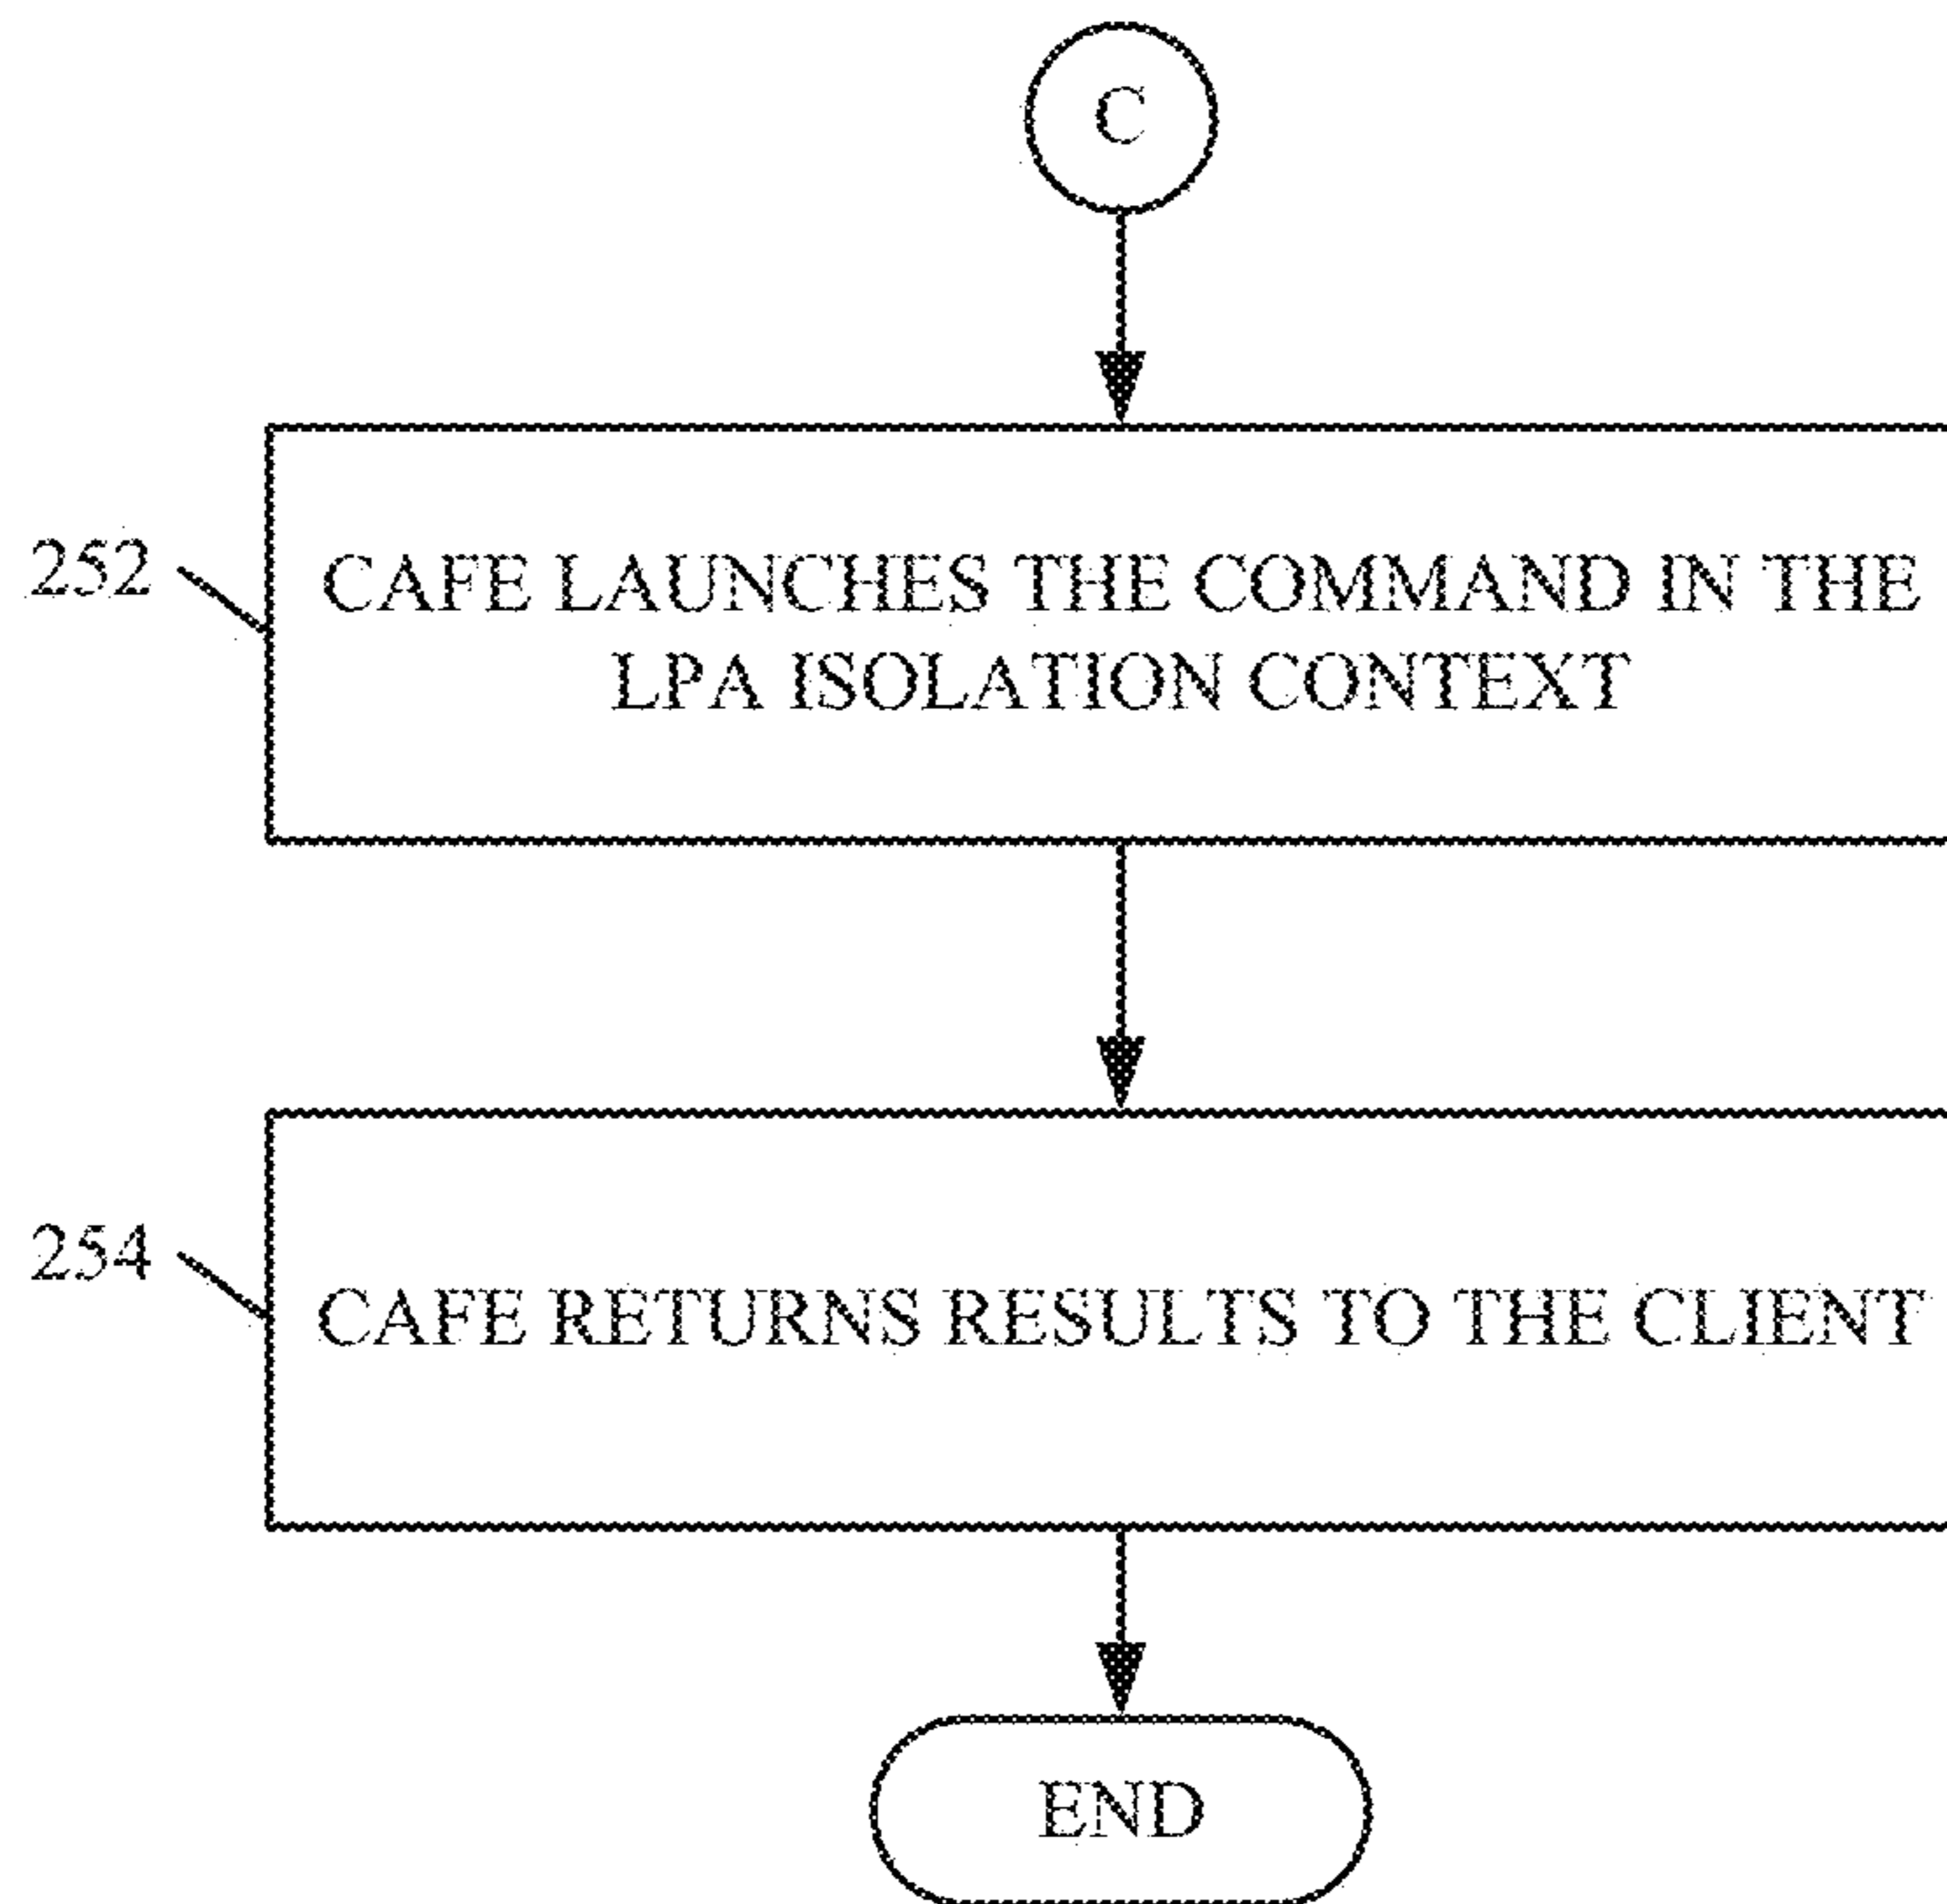 C
252
CAFE LAUNCHES THE COMMAND IN THE
LPA ISOLATION CONTEXT
254
CAFE RETURNS RESULTS TO THE CLIENT
END